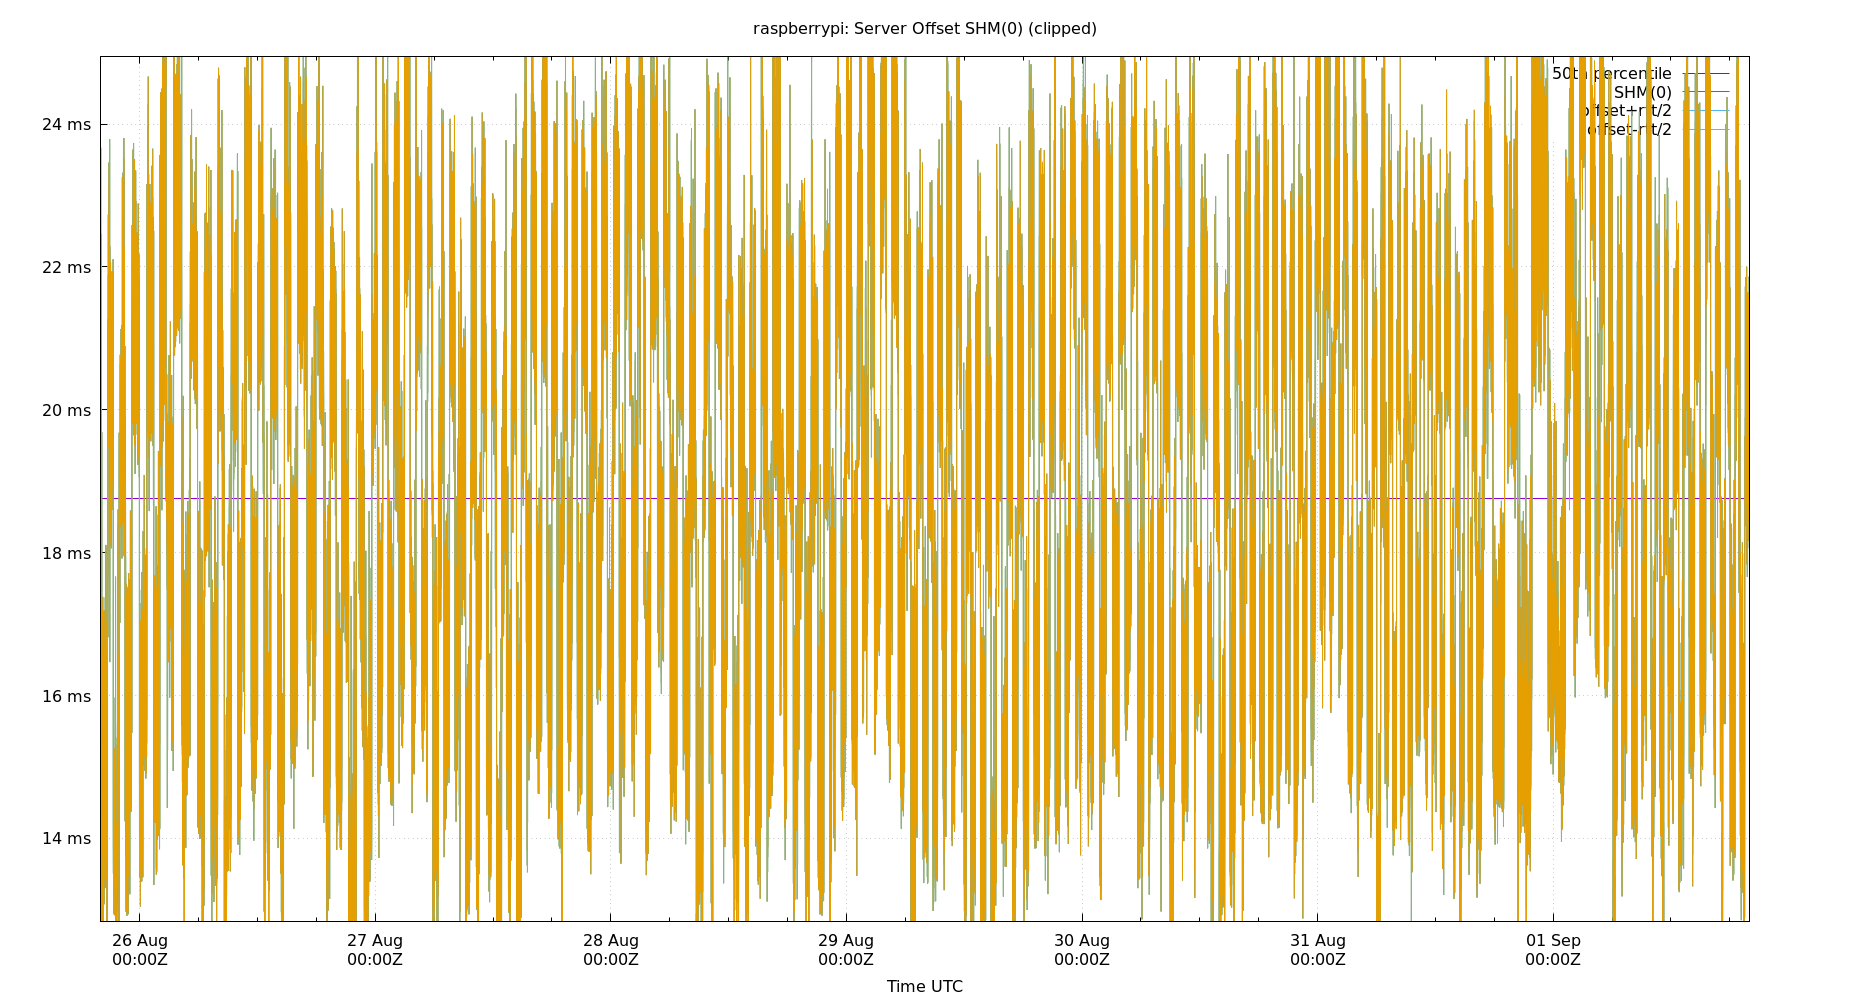 raspberrypi: Server Offset SHM(0) (clipped)
50th percentile
SHM(0)
offset+rtt/2
offset-rtt/2
24 ms
22 ms
20 ms
18 ms
16 ms
14 ms
26 Aug 27 Aug 28 Aug 29 Aug 30 Aug 31 Aug 01 Sep
00:00Z 00:00Z 00:00Z 00:00Z 00:00Z 00:00Z 00:00Z
Time UTC